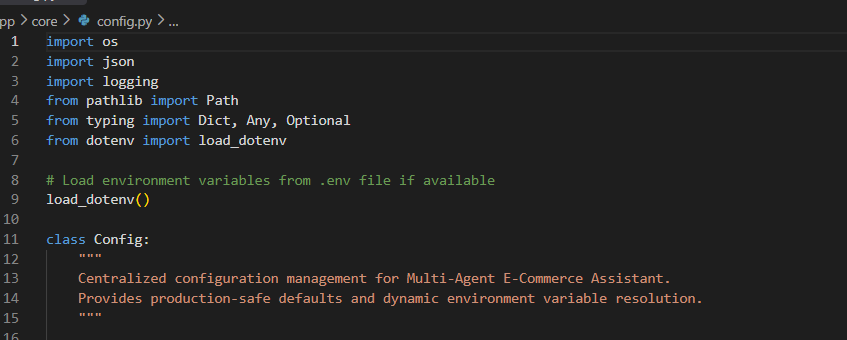 pp > core > config.py > ...
1 import os
2 import json
3 import logging
4 from pathlib import Path
5 from typing import Dict, Any, Optional
6 from dotenv import load_dotenv
7
8 # Load environment variables from .env file if available
9 load_dotenv()
10
11 class Config:
12 """
13 Centralized configuration management for Multi-Agent E-Commerce Assistant.
14 Provides production-safe defaults and dynamic environment variable resolution.
15 """
16